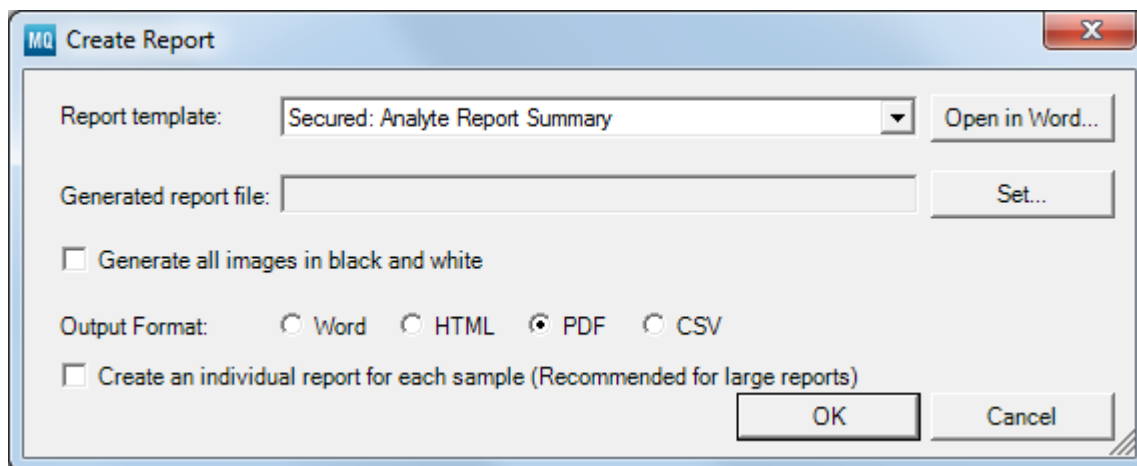 MQ Create Report
Report template: Secured: Analyte Report Summary Open in Word...
Generated report file: Set...
Generate all images in black and white
Output Format: Word HTML PDF CSV
Create an individual report for each sample (Recommended for large reports)
OK Cancel